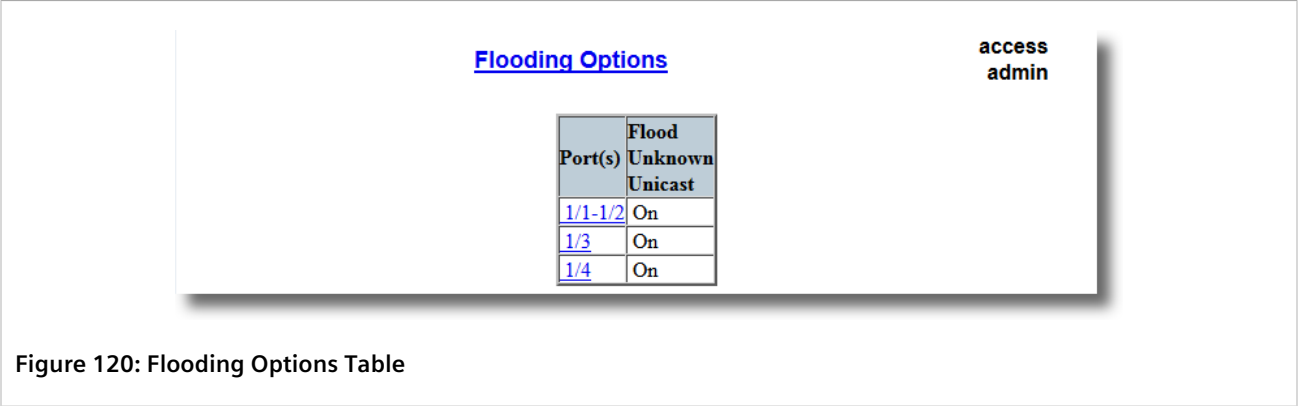 Flooding Options
access
admin
Port(s)
Flood
Unknown
Unicast
1/1-1/2 On
1/3 On
1/4 On
Figure 120: Flooding Options Table